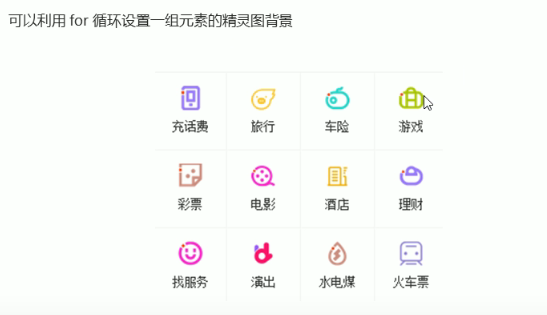 可以利用 for 循环设置一组元素的精灵图背景
充话费 旅行 车险 游戏
彩票 电影 酒店 理财
找服务 演出 水电煤 火车票